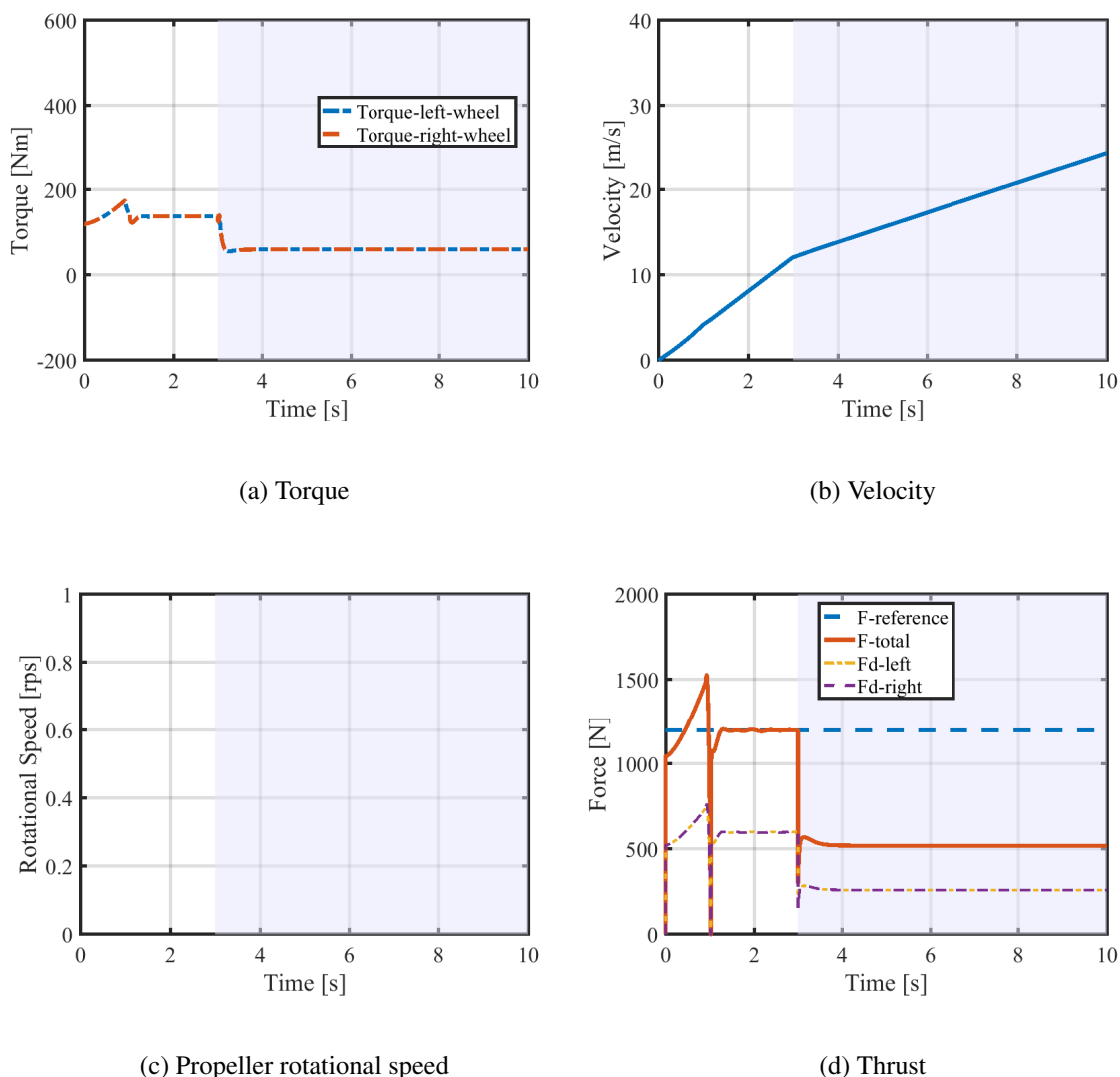 600
400
200
0
-200
Torque [Nm]
Torque-left-wheel
Torque-right-wheel
0 2 4 6 8 10
Time [s]
(a) Torque
40
30
20
10
0
Velocity [m/s]
0 2 4 6 8 10
Time [s]
(b) Velocity
1
0.8
0.6
0.4
0.2
0
Rotational Speed [rps]
0 2 4 6 8 10
Time [s]
(c) Propeller rotational speed
2000
1500
1000
500
0
Force [N]
F-reference
F-total
Fd-left
Fd-right
0 2 4 6 8 10
Time [s]
(d) Thrust